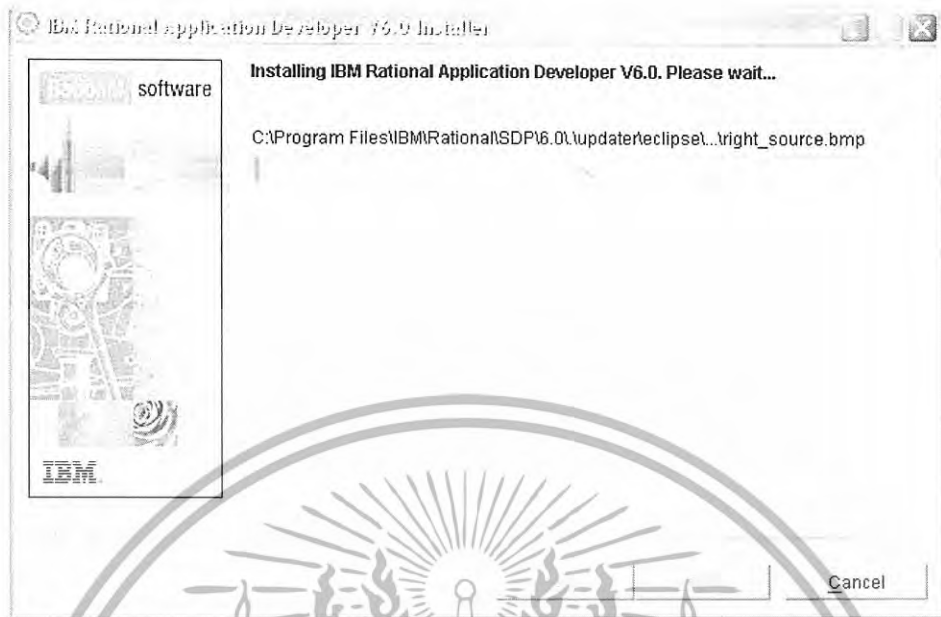 IBM Rational Application Developer V6.0 Installer
software
Installing IBM Rational Application Developer V6.0. Please wait...
C:\Program Files\IBM\Rational\SDP\6.0\.\updater\eclipse\...\right_source.bmp
IBM.
Cancel